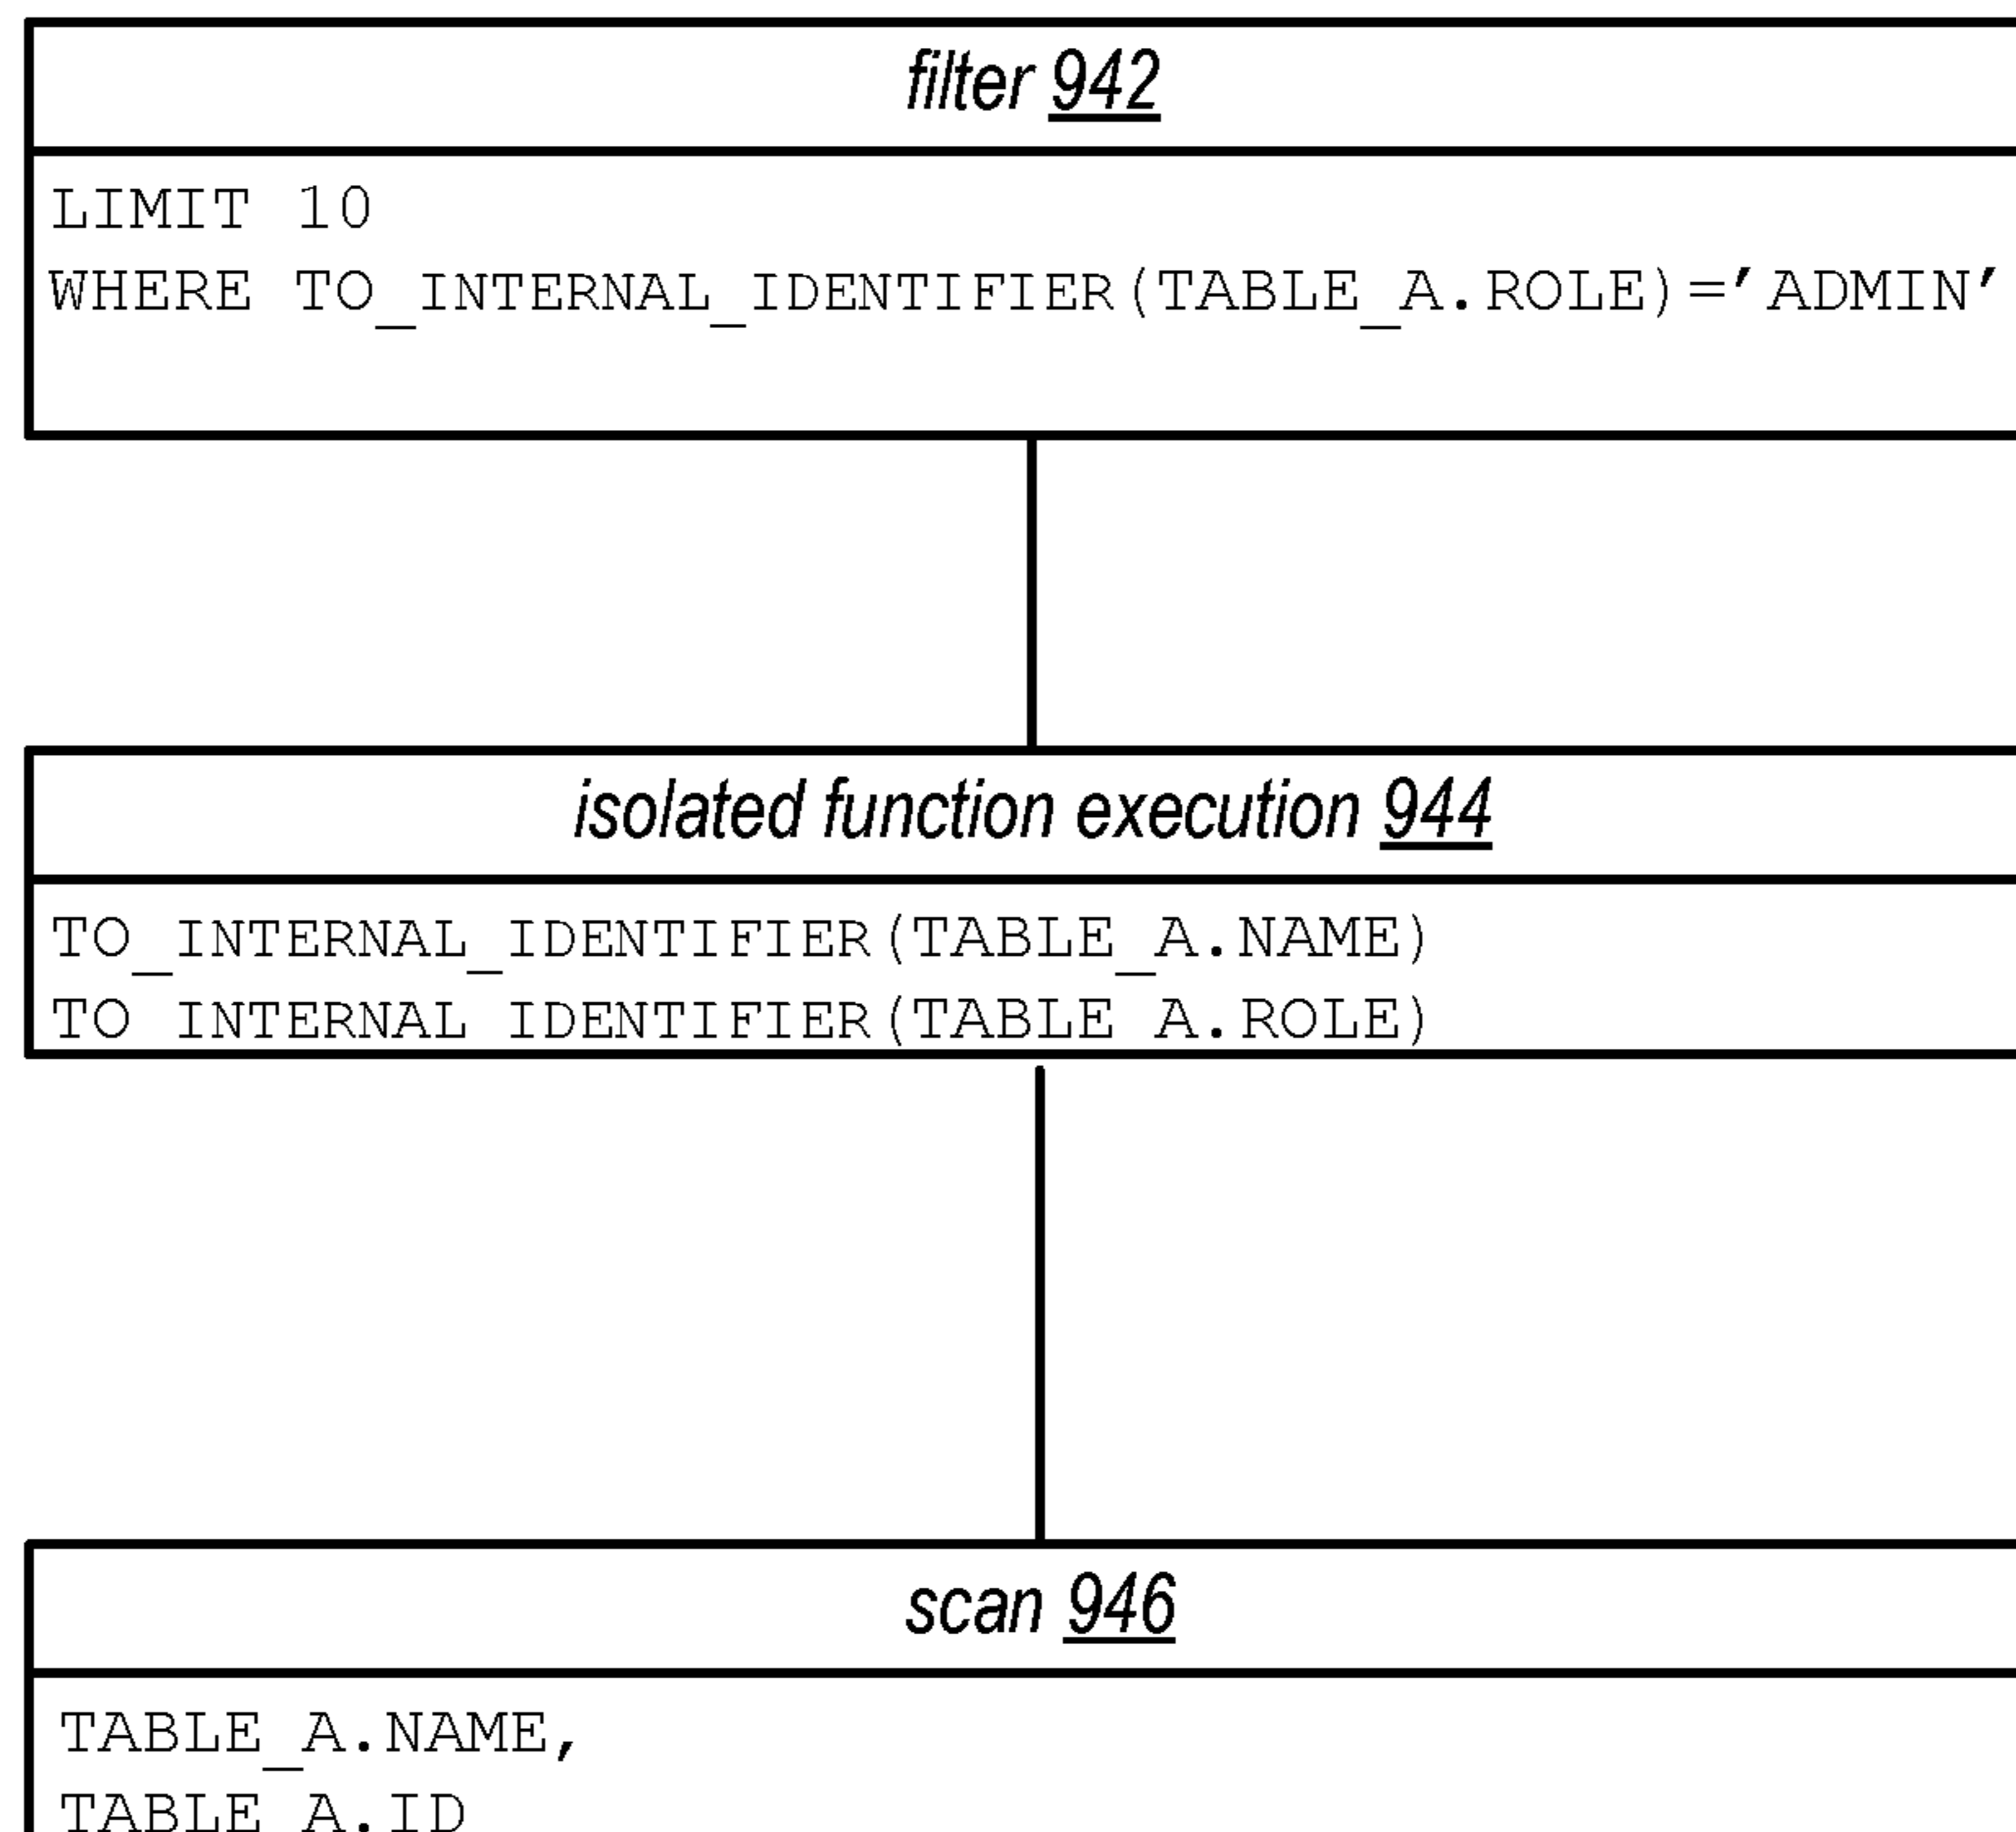 filter 942
LIMIT 10
WHERE TO_INTERNAL_IDENTIFIER(TABLE_A.ROLE)='ADMIN'
isolated function execution 944
TO_INTERNAL_IDENTIFIER(TABLE_A.NAME)
TO_INTERNAL_IDENTIFIER(TABLE_A.ROLE)
scan 946
TABLE_A.NAME,
TABLE_A.ID